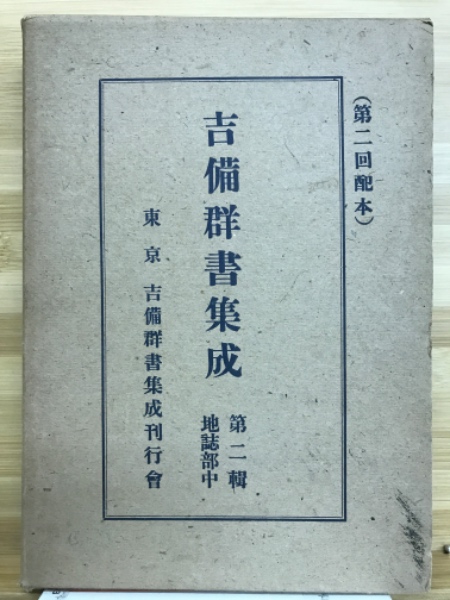 （第二回配本）
吉備群書集成
第二輯
地誌部中
東京 吉備群書集成刊行會